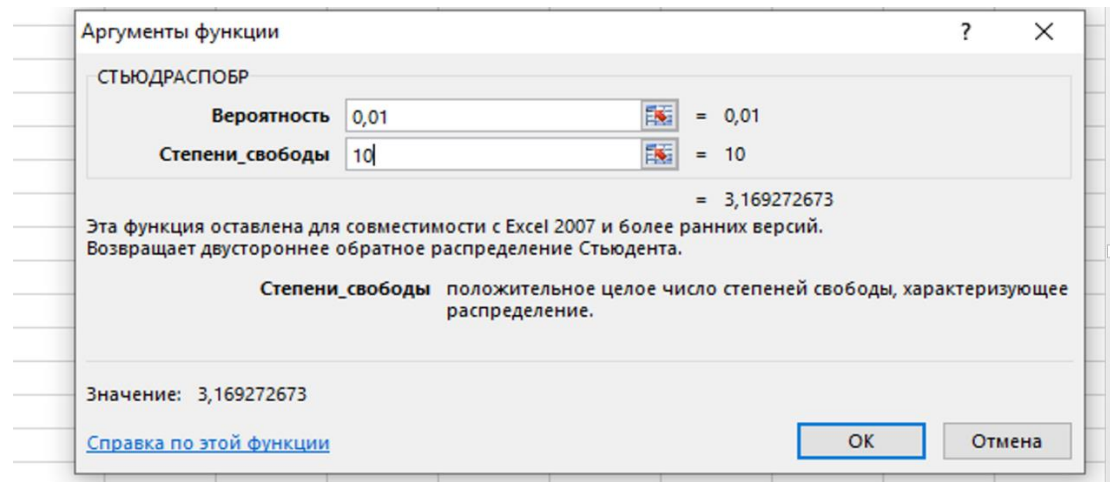 Аргументы функции ? ×
СТЬЮДРАСПОБР
Вероятность 0,01 = 0,01
Степени_свободы 10 = 10
= 3,169272673
Эта функция оставлена для совместимости с Excel 2007 и более ранних версий.
Возвращает двустороннее обратное распределение Стьюдента.
Степени_свободы положительное целое число степеней свободы, характеризующее
распределение.
Значение: 3,169272673
Справка по этой функции ОК Отмена